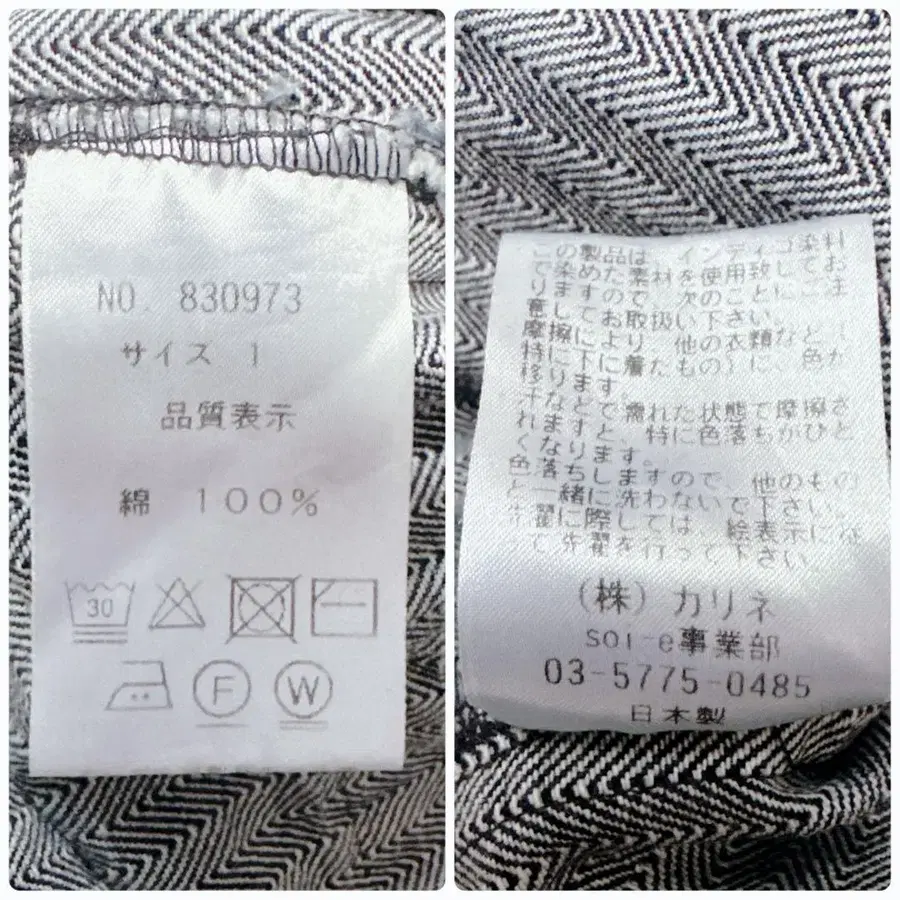 NO. 830973
サイズ 1
品質表示
綿 100%
30
F
W
この製品は、インディゴ染料
で染めた素材を使用致してお
りますので、次のことにご注
意してお取扱い下さい。
摩擦により、他の衣類など（
特に下に着たもの）に、色が
移ります。
汗などで、濡れた状態で摩擦さ
れますと、特に色落ちがひど
くなります。
色落ちしますので、他のもの
と一緒に洗わないで下さい。
洗濯に際しては、絵表示に従
て洗濯を行って下さい
(株) カリネ
soi-e事業部
03-5775-0485
日本製